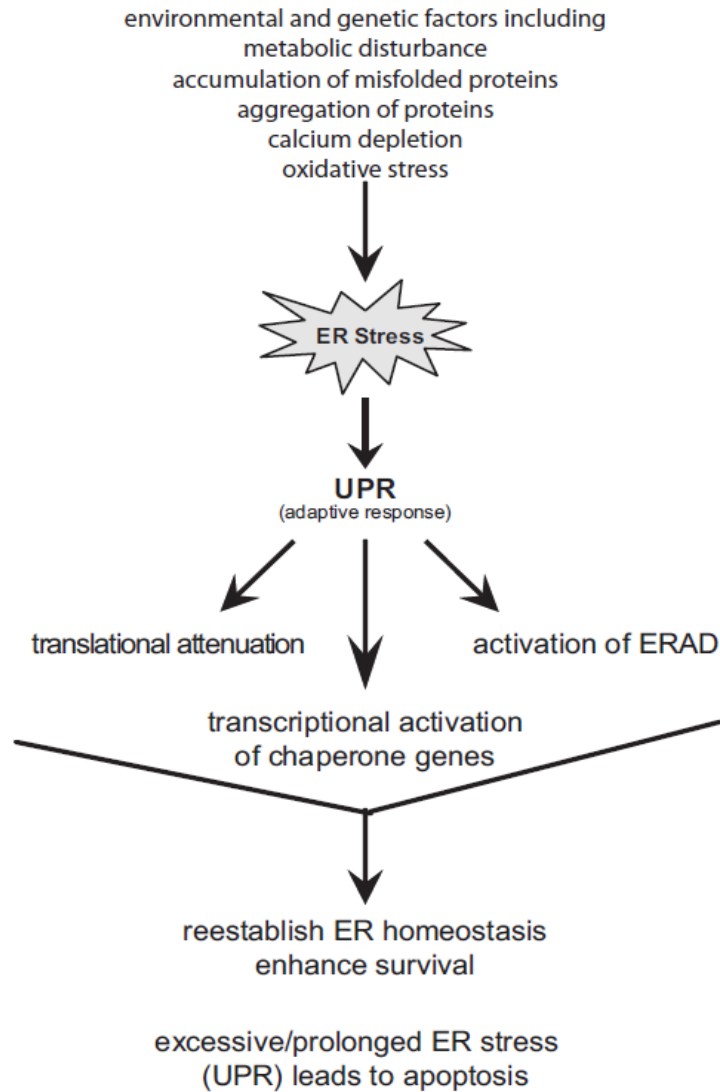 environmental and genetic factors including
metabolic disturbance
accumulation of misfolded proteins
aggregation of proteins
calcium depletion
oxidative stress
ER Stress
UPR
(adaptive response)
translational attenuation
activation of ERAD
transcriptional activation
of chaperone genes
reestablish ER homeostasis
enhance survival
excessive/prolonged ER stress
(UPR) leads to apoptosis